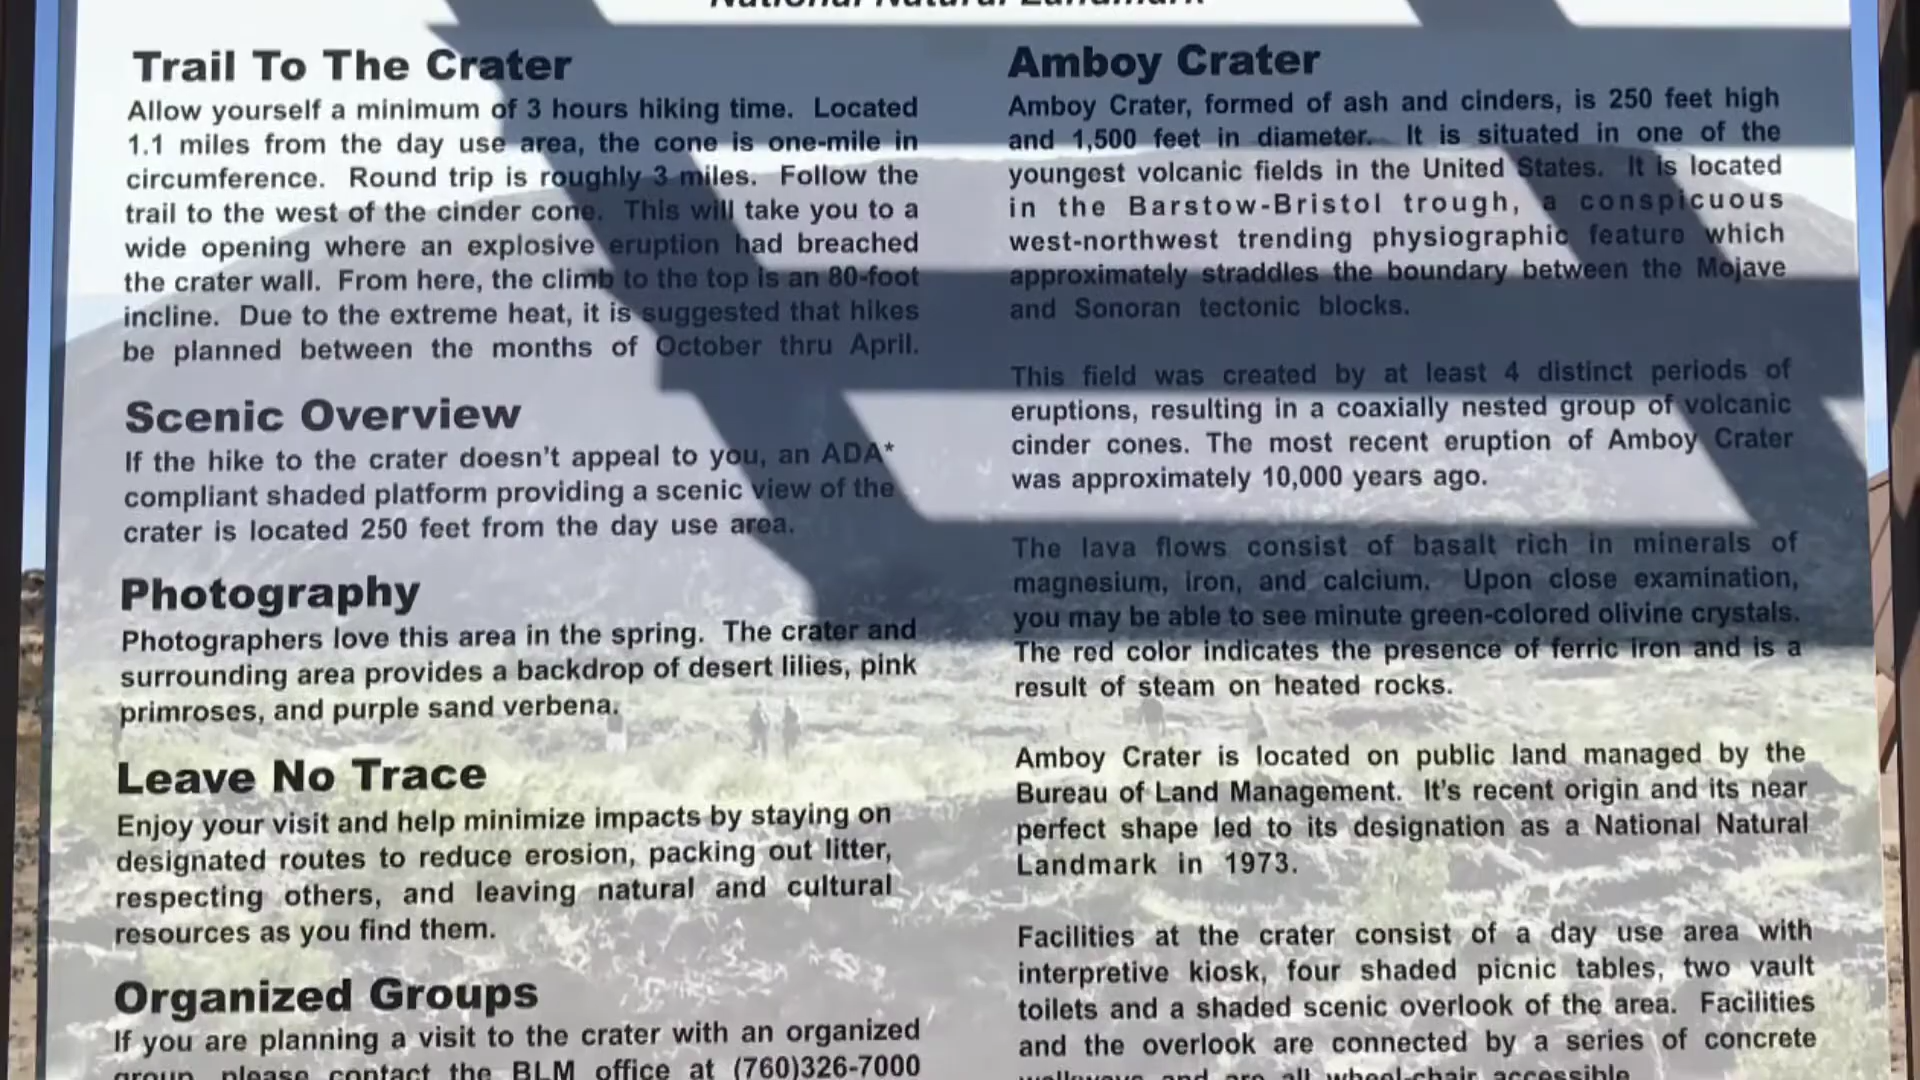 National Natural Landmark
Trail To The Crater
Allow yourself a minimum of 3 hours hiking time. Located
1.1 miles from the day use area, the cone is one-mile in
circumference. Round trip is roughly 3 miles. Follow the
trail to the west of the cinder cone. This will take you to a
wide opening where an explosive eruption had breached
the crater wall. From here, the climb to the top is an 80-foot
incline. Due to the extreme heat, it is suggested that hikes
be planned between the months of October thru April.
Scenic Overview
If the hike to the crater doesn't appeal to you, an ADA*
compliant shaded platform providing a scenic view of the
crater is located 250 feet from the day use area.
Photography
Photographers love this area in the spring. The crater and
surrounding area provides a backdrop of desert lilies, pink
primroses, and purple sand verbena.
Leave No Trace
Enjoy your visit and help minimize impacts by staying on
designated routes to reduce erosion, packing out litter,
respecting others, and leaving natural and cultural
resources as you find them.
Organized Groups
If you are planning a visit to the crater with an organized
group, please contact the BLM office at (760)326-7000
Amboy Crater
Amboy Crater, formed of ash and cinders, is 250 feet high
and 1,500 feet in diameter. It is situated in one of the
youngest volcanic fields in the United States. It is located
in the Barstow-Bristol trough, a conspicuous
west-northwest trending physiographic feature which
approximately straddles the boundary between the Mojave
and Sonoran tectonic blocks.
This field was created by at least 4 distinct periods of
eruptions, resulting in a coaxially nested group of volcanic
cinder cones. The most recent eruption of Amboy Crater
was approximately 10,000 years ago.
The lava flows consist of basalt rich in minerals of
magnesium, iron, and calcium. Upon close examination,
you may be able to see minute green-colored olivine crystals.
The red color indicates the presence of ferric iron and is a
result of steam on heated rocks.
Amboy Crater is located on public land managed by the
Bureau of Land Management. It's recent origin and its near
perfect shape led to its designation as a National Natural
Landmark in 1973.
Facilities at the crater consist of a day use area with
interpretive kiosk, four shaded picnic tables, two vault
toilets and a shaded scenic overlook of the area. Facilities
and the overlook are connected by a series of concrete
walkways and are all wheel-chair accessible.